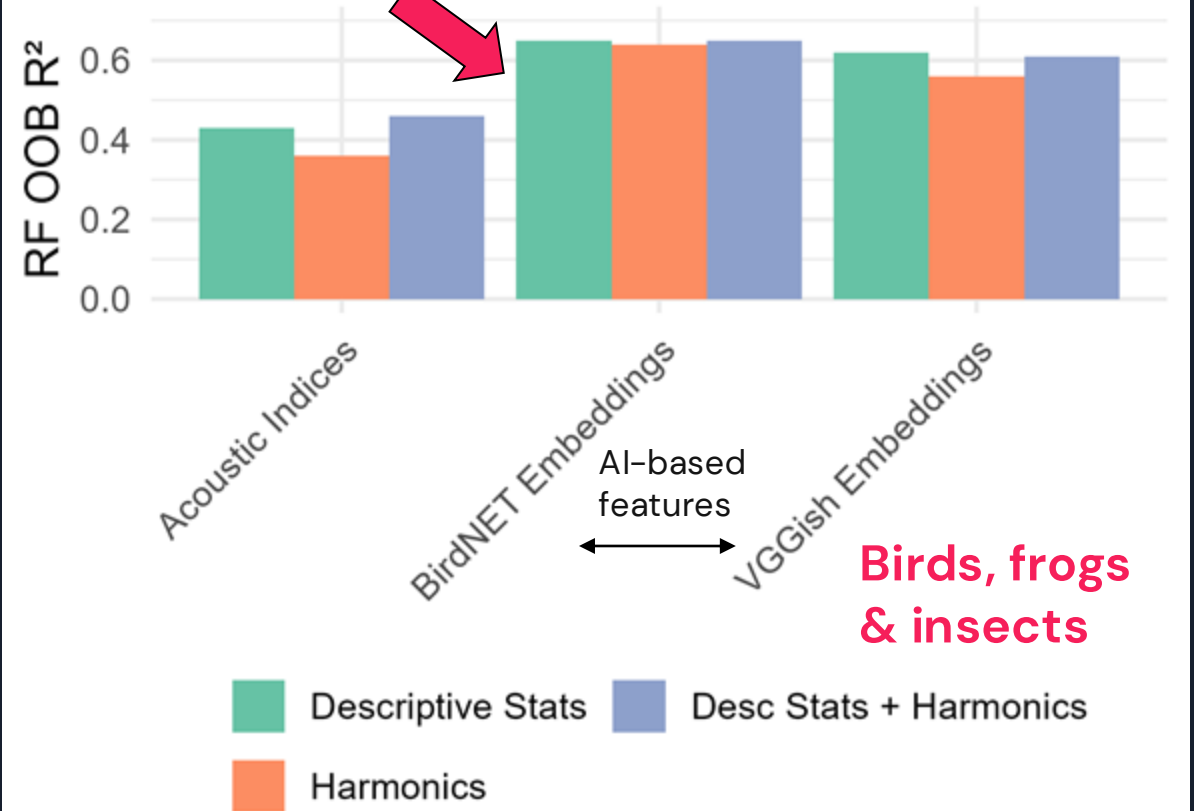 RF OOB R²
0.6
0.4
0.2
0.0
Acoustic Indices
BirdNET Embeddings
VGGish Embeddings
AI-based
features
Birds, frogs
& insects
Descriptive Stats
Desc Stats + Harmonics
Harmonics